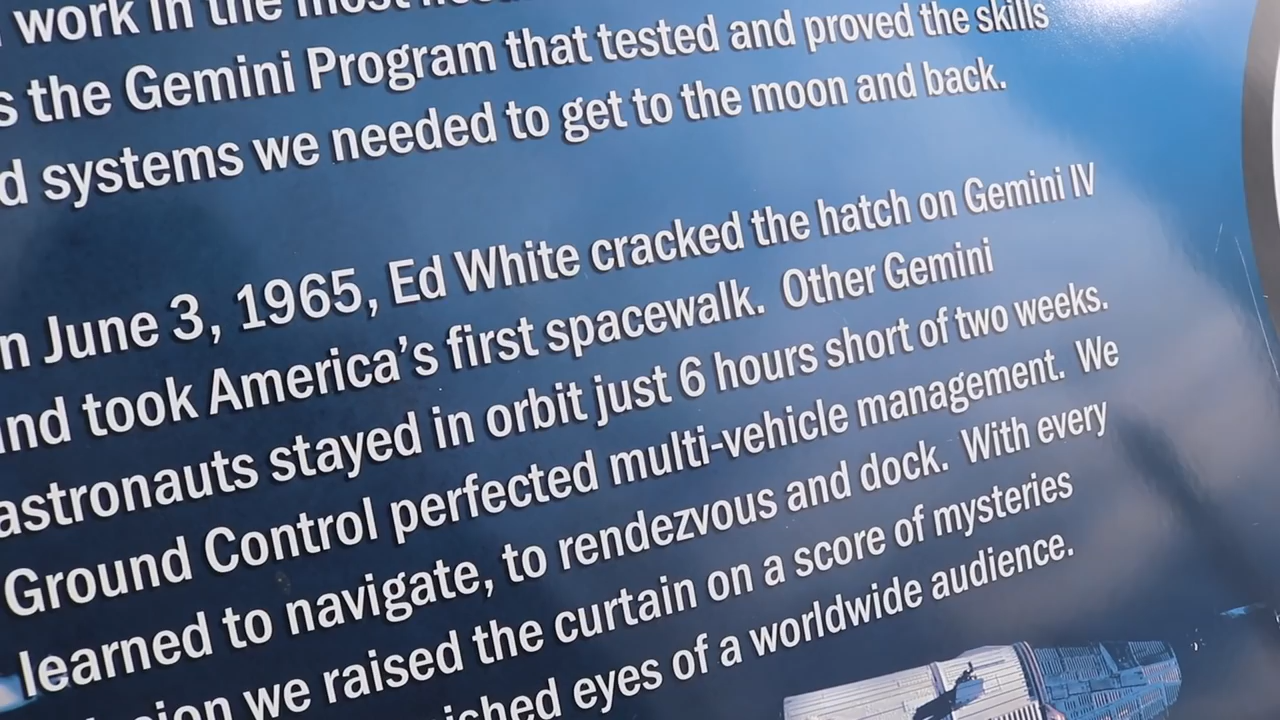 work in the most
the Gemini Program that tested and proved the skills
systems we needed to get to the moon and back.
June 3, 1965, Ed White cracked the hatch on Gemini IV
took America's first spacewalk. Other Gemini
astronauts stayed in orbit just 6 hours short of two weeks.
Ground Control perfected multi-vehicle management. We
learned to navigate, to rendezvous and dock. With every
we raised the curtain on a score of mysteries
eyes of a worldwide audience.